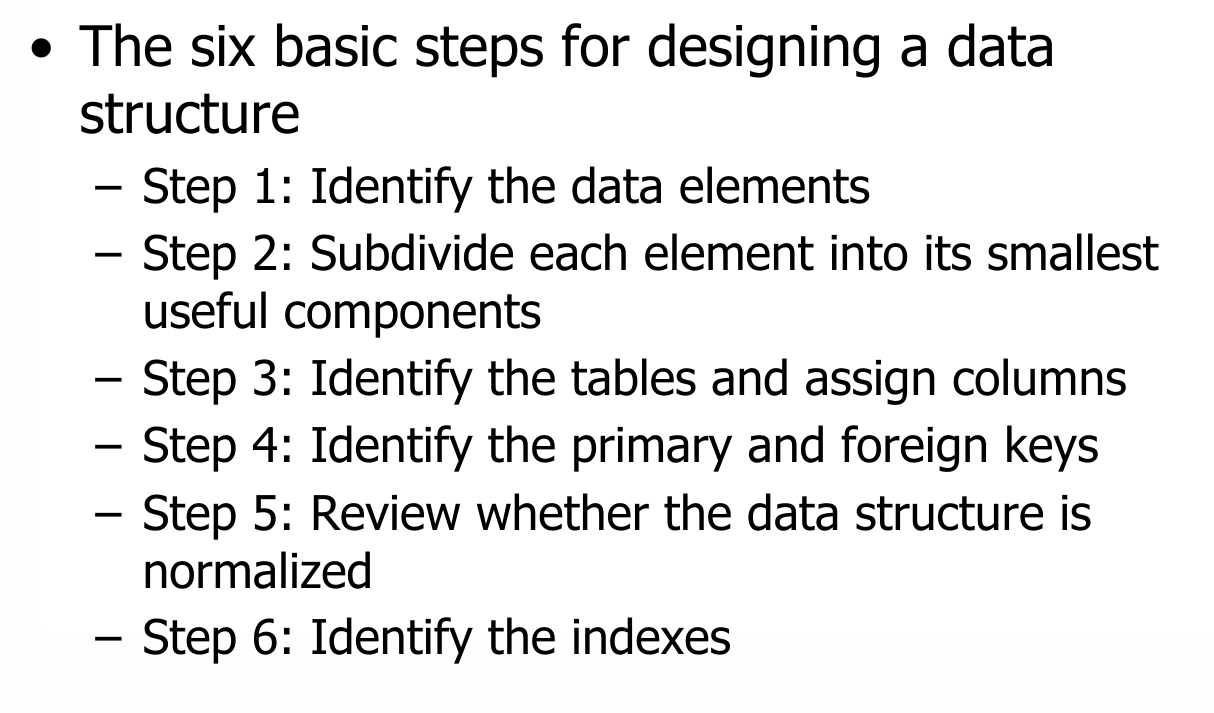 • The six basic steps for designing a data
structure
– Step 1: Identify the data elements
– Step 2: Subdivide each element into its smallest
useful components
– Step 3: Identify the tables and assign columns
– Step 4: Identify the primary and foreign keys
– Step 5: Review whether the data structure is
normalized
– Step 6: Identify the indexes